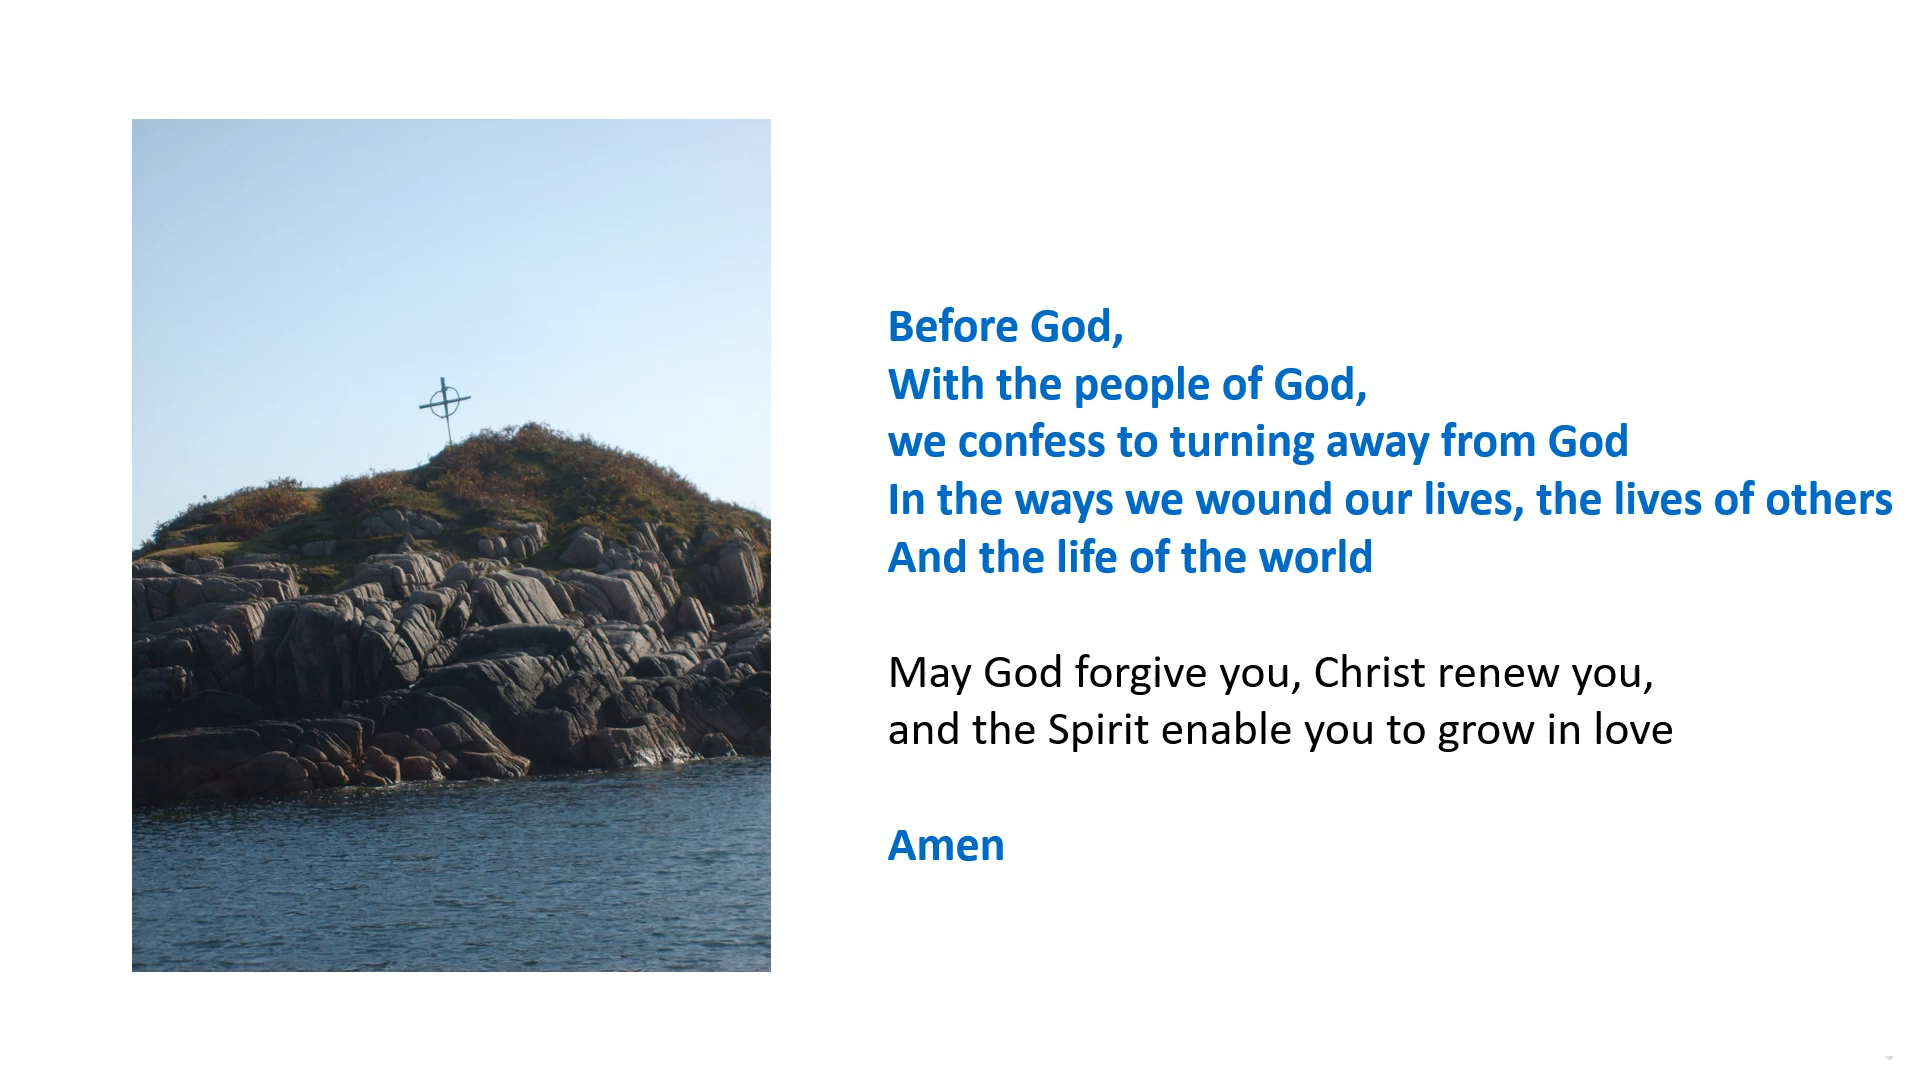 Before God,
With the people of God,
we confess to turning away from God
In the ways we wound our lives, the lives of others
And the life of the world
May God forgive you, Christ renew you,
and the Spirit enable you to grow in love
Amen